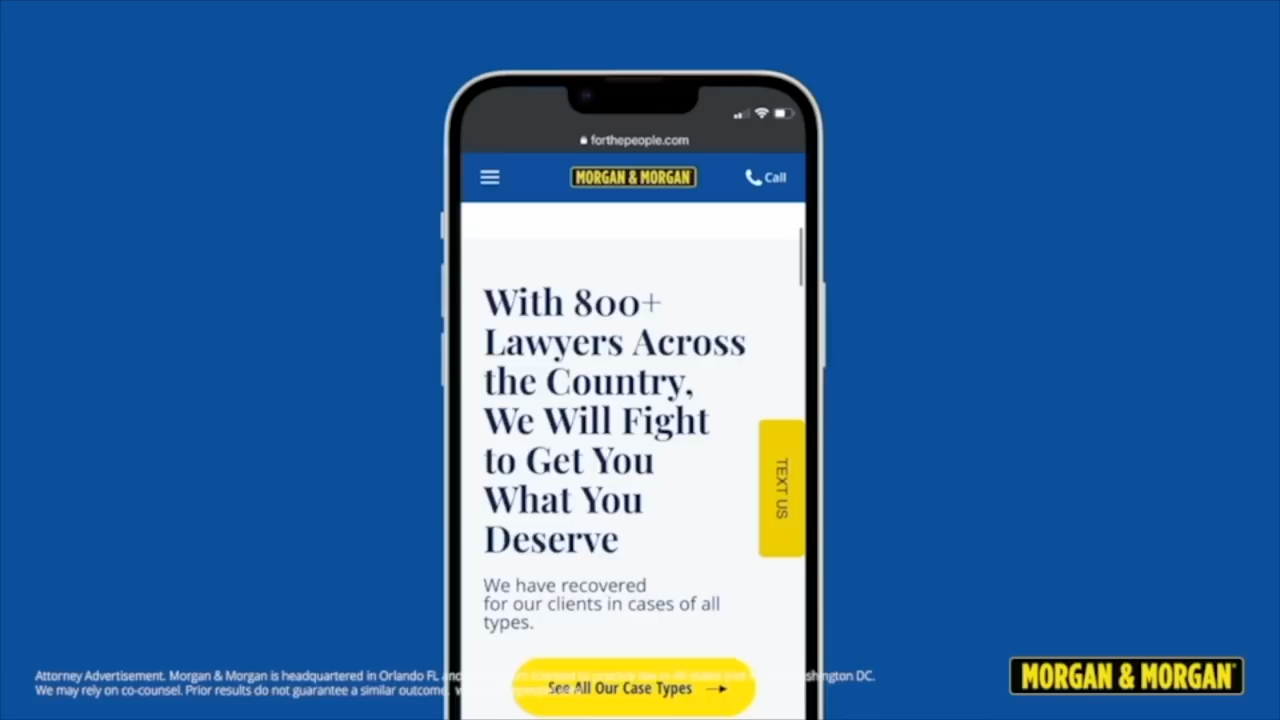 forthepeople.com
MORGAN & MORGAN
Call
With 800+
Lawyers Across
the Country,
We Will Fight
to Get You
What You
Deserve
TEXT US
We have recovered
for our clients in cases of all
types.
See All Our Case Types
Attorney Advertisement. Morgan & Morgan is headquartered in Orlando FL DC.
We may rely on co-counsel. Prior results do not guarantee a similar outcome
MORGAN & MORGAN